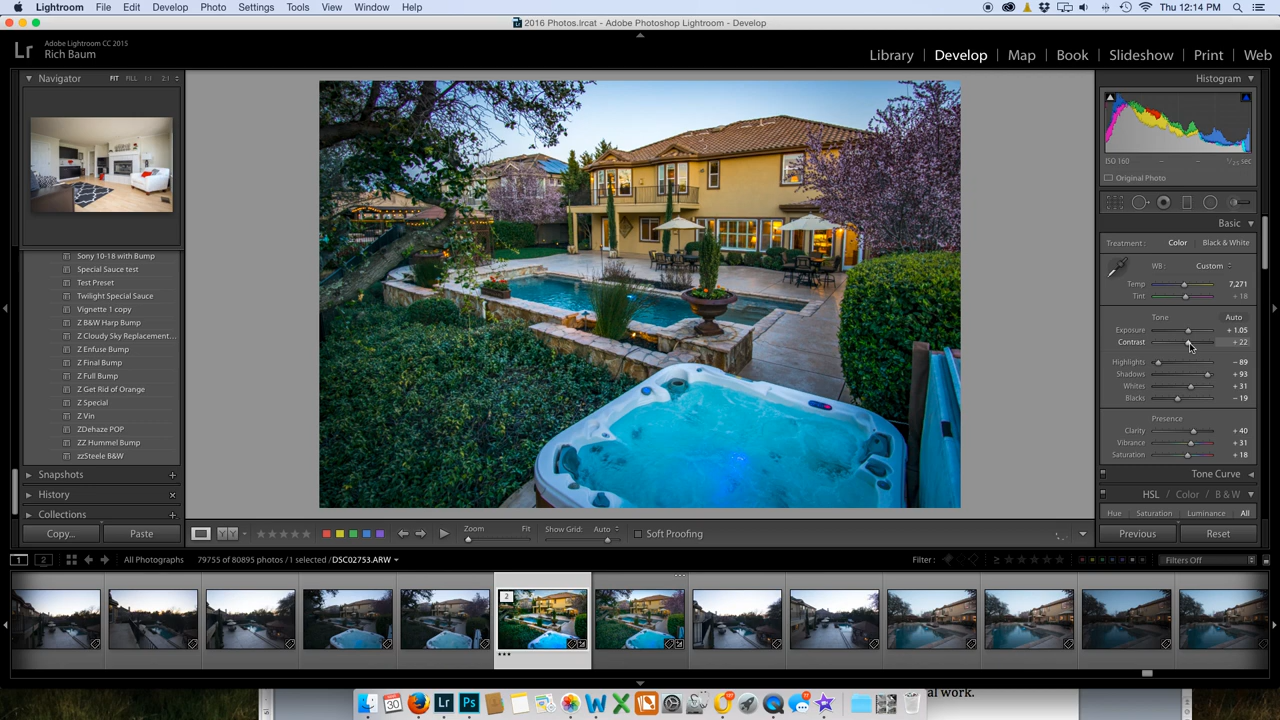 Lightroom File Edit Develop Photo Settings Tools View Window Help Thu 12:14 PM
2016 Photos.lrcat - Adobe Photoshop Lightroom - Develop
Lr Adobe Lightroom CC 2015
Rich Baum
Library | Develop | Map | Book | Slideshow | Print | Web
Navigator FIT FILL 1:1 2:1
Histogram
ISO 160
Original Photo
Basic
Treatment: Color Black & White
WB: Custom
Temp 7,271
Tint + 18
Tone Auto
Exposure + 1.05
Contrast + 22
Highlights − 89
Shadows + 93
Whites + 31
Blacks − 19
Presence
Clarity + 40
Vibrance + 31
Saturation + 18
Tone Curve
HSL / Color / B & W
Hue Saturation Luminance All
Previous Reset
Sony 10-18 with Bump
Special Sauce test
Test Preset
Twilight Special Sauce
Vignette 1 copy
Z B&W Harp Bump
Z Cloudy Sky Replacement...
Z Enfuse Bump
Z Final Bump
Z Full Bump
Z Get Rid of Orange
Z Special
Z Vin
ZDehaze POP
ZZ Hummel Bump
zzSteele B&W
Snapshots
History
Collections
Copy... Paste
Zoom Fit Show Grid: Auto Soft Proofing
1 2 All Photographs 79755 of 80895 photos / 1 selected / DSC02753.ARW Filter : Filters Off
2
30 Lr Ps
al work.